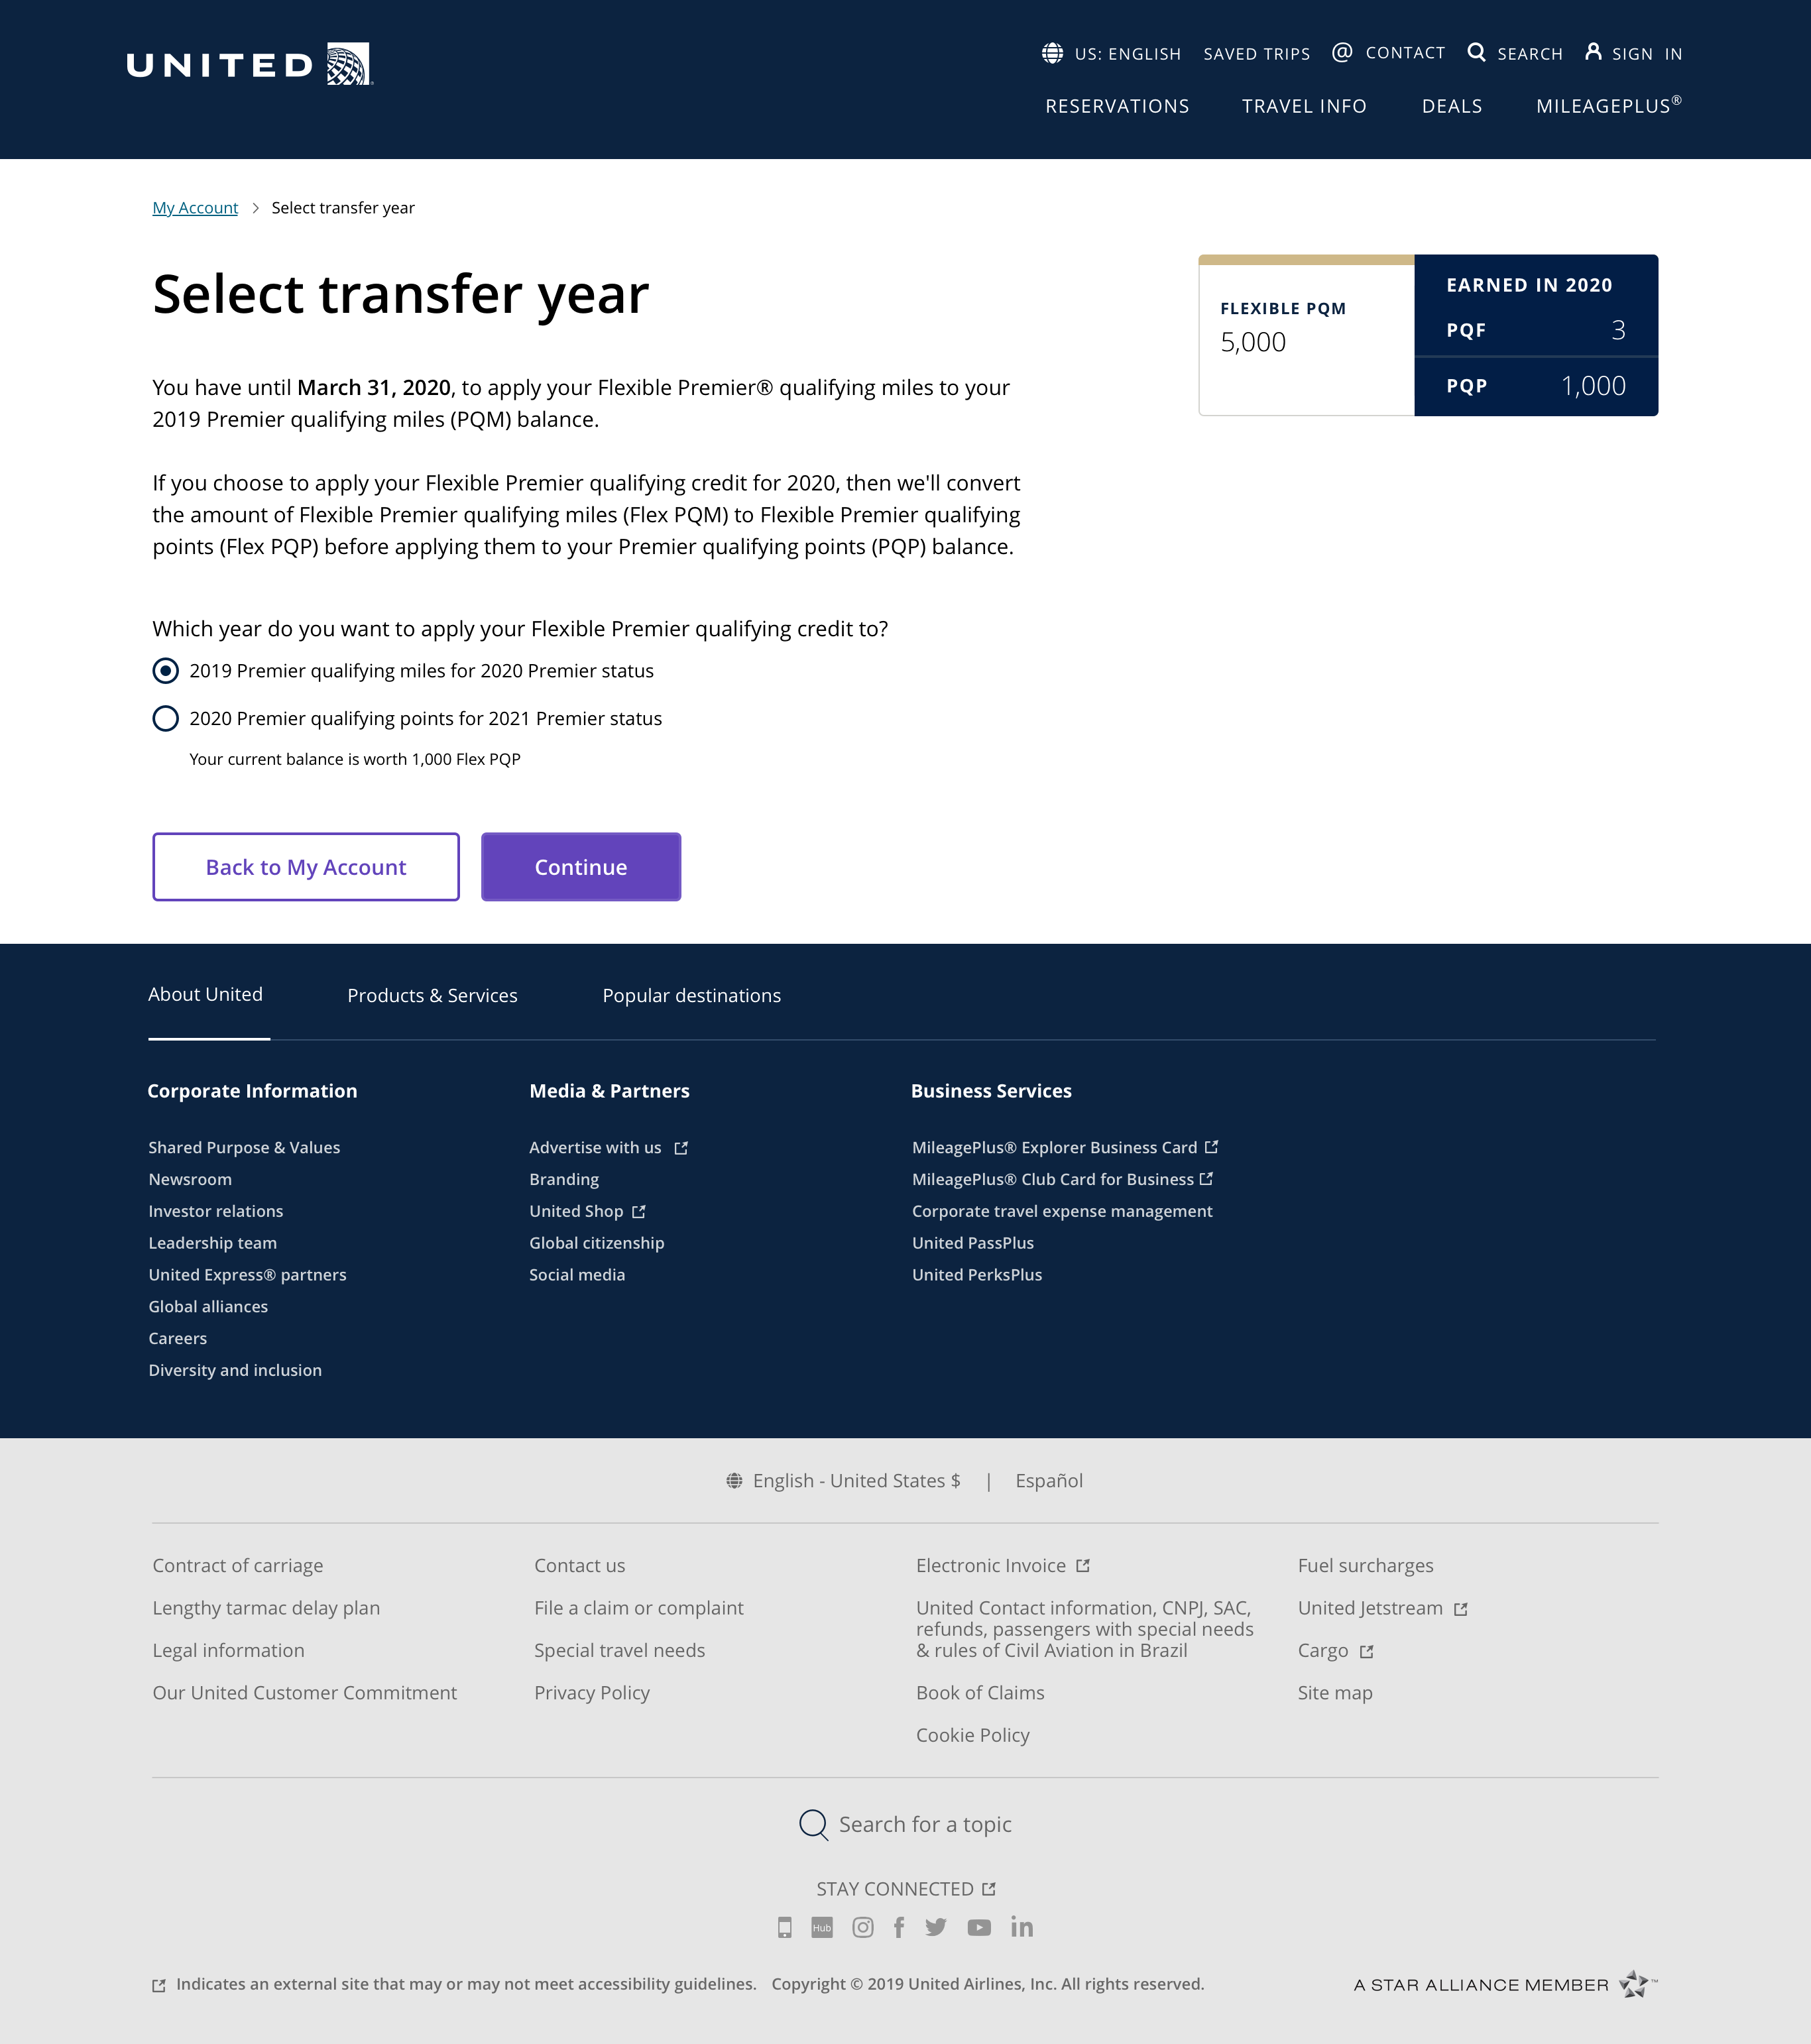 UNITED
US: ENGLISH SAVED TRIPS CONTACT SEARCH SIGN IN
RESERVATIONS TRAVEL INFO DEALS MILEAGEPLUS®
My Account > Select transfer year
Select transfer year
You have until March 31, 2020, to apply your Flexible Premier® qualifying miles to your
2019 Premier qualifying miles (PQM) balance.
If you choose to apply your Flexible Premier qualifying credit for 2020, then we'll convert
the amount of Flexible Premier qualifying miles (Flex PQM) to Flexible Premier qualifying
points (Flex PQP) before applying them to your Premier qualifying points (PQP) balance.
FLEXIBLE PQM
5,000
EARNED IN 2020
PQF 3
PQP 1,000
Which year do you want to apply your Flexible Premier qualifying credit to?
2019 Premier qualifying miles for 2020 Premier status
2020 Premier qualifying points for 2021 Premier status
Your current balance is worth 1,000 Flex PQP
Back to My Account Continue
About United Products & Services Popular destinations
Corporate Information
Shared Purpose & Values
Newsroom
Investor relations
Leadership team
United Express® partners
Global alliances
Careers
Diversity and inclusion
Media & Partners
Advertise with us
Branding
United Shop
Global citizenship
Social media
Business Services
MileagePlus® Explorer Business Card
MileagePlus® Club Card for Business
Corporate travel expense management
United PassPlus
United PerksPlus
English - United States $ | Español
Contract of carriage
Lengthy tarmac delay plan
Legal information
Our United Customer Commitment
Contact us
File a claim or complaint
Special travel needs
Privacy Policy
Electronic Invoice
United Contact information, CNPJ, SAC,
refunds, passengers with special needs
& rules of Civil Aviation in Brazil
Book of Claims
Cookie Policy
Fuel surcharges
United Jetstream
Cargo
Site map
Search for a topic
STAY CONNECTED
Hub
Indicates an external site that may or may not meet accessibility guidelines. Copyright © 2019 United Airlines, Inc. All rights reserved.
A STAR ALLIANCE MEMBER ™